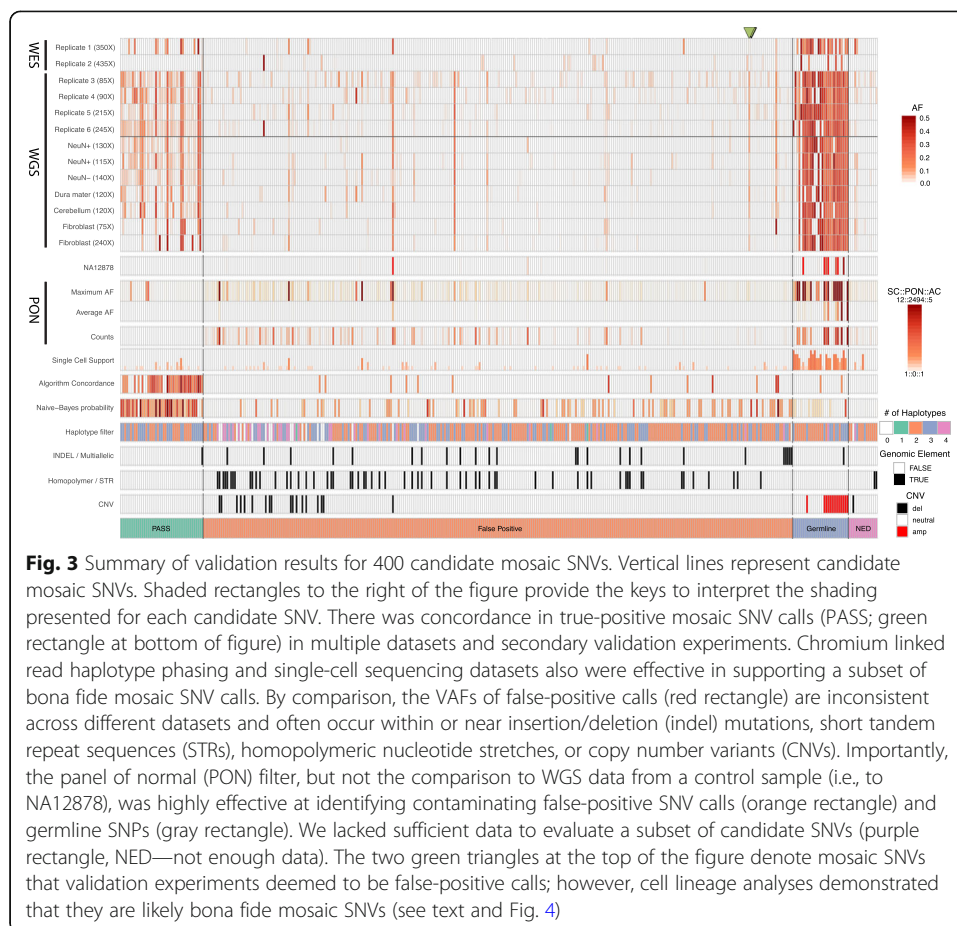 WES
WGS
PON
Replicate 1 (350X)
Replicate 2 (435X)
Replicate 3 (85X)
Replicate 4 (90X)
Replicate 5 (215X)
Replicate 6 (245X)
NeuN+ (130X)
NeuN+ (115X)
NeuN− (140X)
Dura mater (120X)
Cerebellum (120X)
Fibroblast (75X)
Fibroblast (240X)
NA12878
Maximum AF
Average AF
Counts
Single Cell Support
Algorithm Concordance
Naive−Bayes probability
Haplotype filter
INDEL / Multiallelic
Homopolymer / STR
CNV
PASS
False Positive
Germline
NED
AF
0.5
0.4
0.3
0.2
0.1
0.0
SC::PON::AC
12::2494::5
1::0::1
# of Haplotypes
0 1 2 3 4
Genomic Element
FALSE
TRUE
CNV
del
neutral
amp
Fig. 3 Summary of validation results for 400 candidate mosaic SNVs. Vertical lines represent candidate
mosaic SNVs. Shaded rectangles to the right of the figure provide the keys to interpret the shading
presented for each candidate SNV. There was concordance in true-positive mosaic SNV calls (PASS; green
rectangle at bottom of figure) in multiple datasets and secondary validation experiments. Chromium linked
read haplotype phasing and single-cell sequencing datasets also were effective in supporting a subset of
bona fide mosaic SNV calls. By comparison, the VAFs of false-positive calls (red rectangle) are inconsistent
across different datasets and often occur within or near insertion/deletion (indel) mutations, short tandem
repeat sequences (STRs), homopolymeric nucleotide stretches, or copy number variants (CNVs). Importantly,
the panel of normal (PON) filter, but not the comparison to WGS data from a control sample (i.e., to
NA12878), was highly effective at identifying contaminating false-positive SNV calls (orange rectangle) and
germline SNPs (gray rectangle). We lacked sufficient data to evaluate a subset of candidate SNVs (purple
rectangle, NED—not enough data). The two green triangles at the top of the figure denote mosaic SNVs
that validation experiments deemed to be false-positive calls; however, cell lineage analyses demonstrated
that they are likely bona fide mosaic SNVs (see text and Fig. 4)